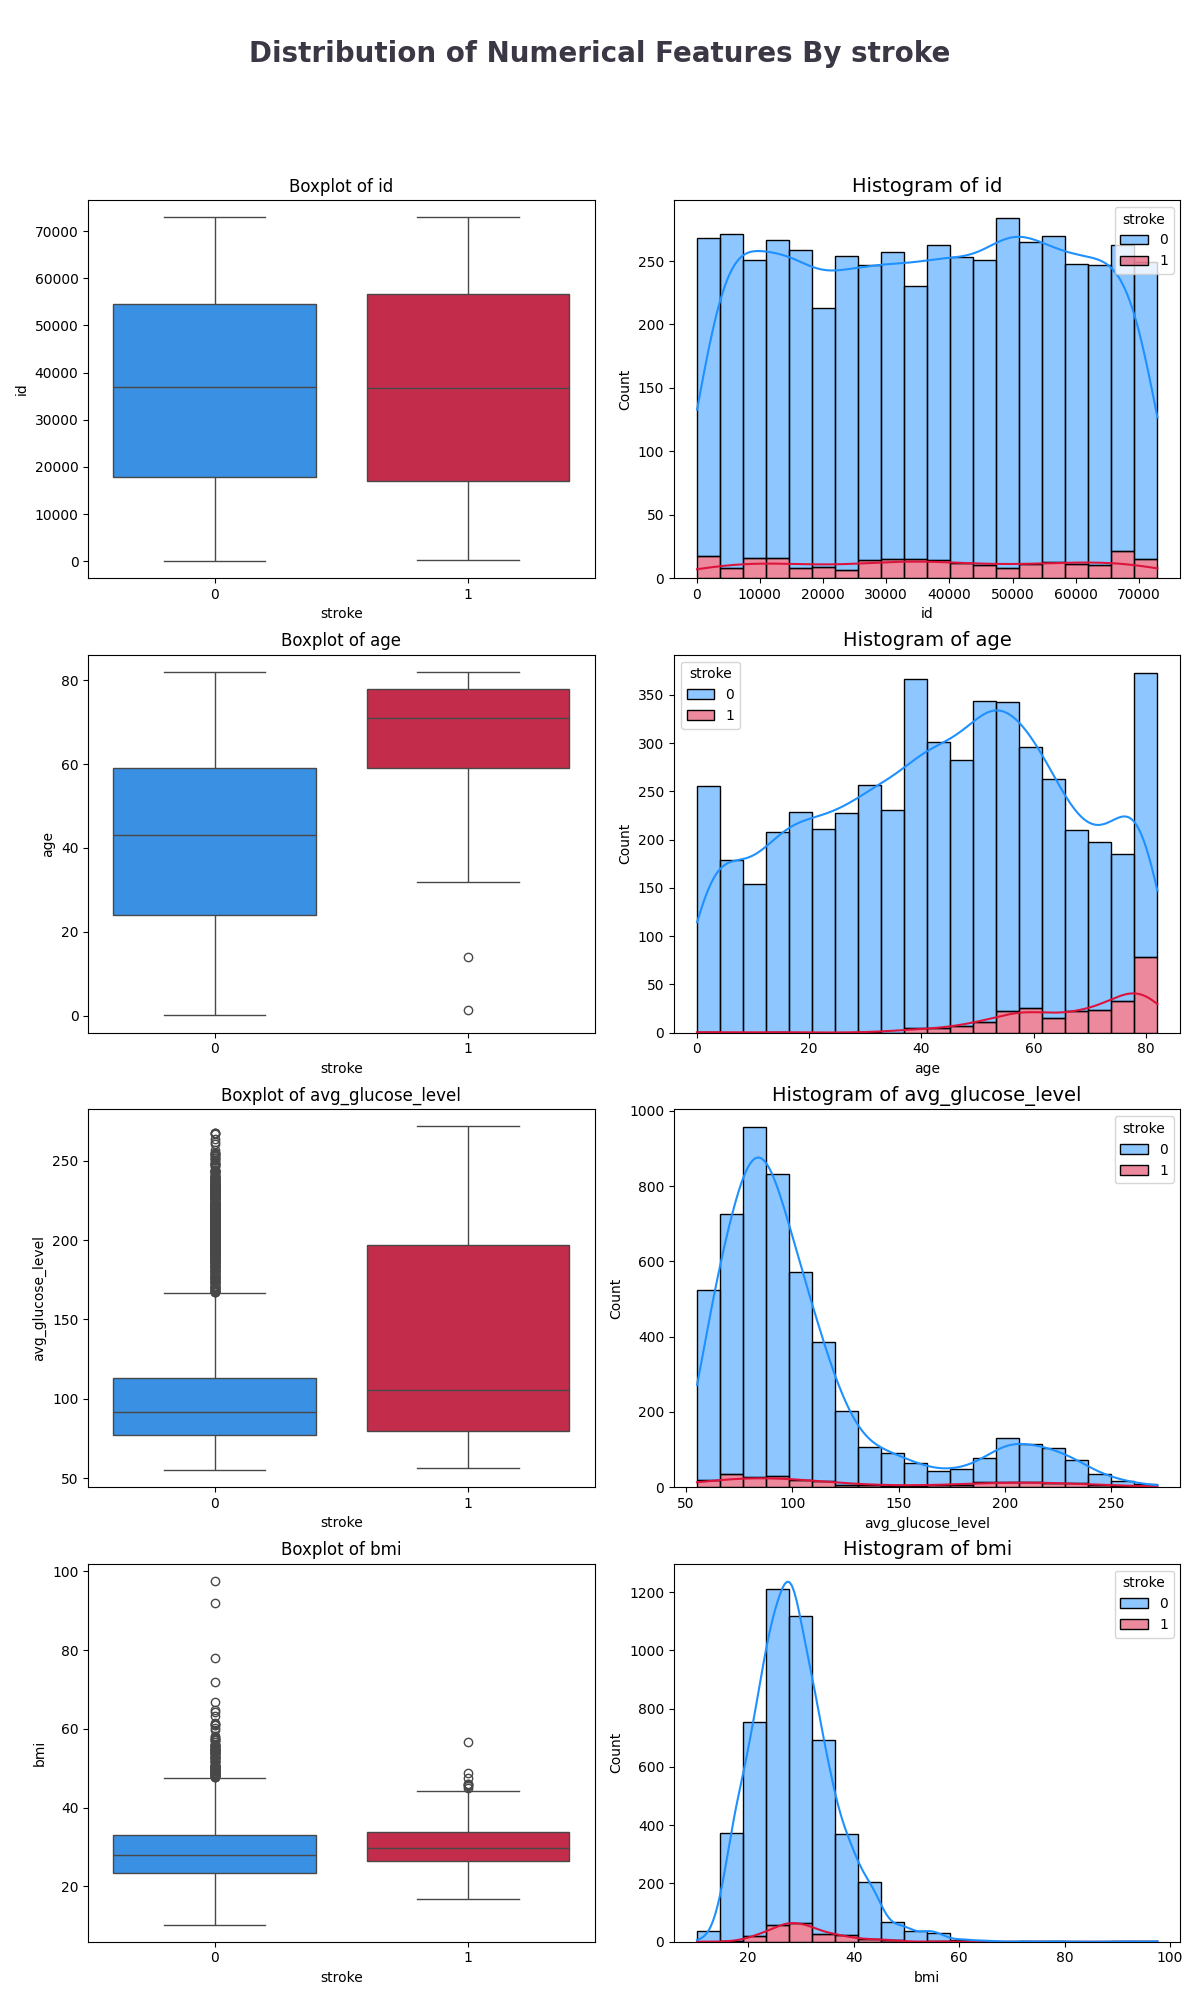 Distribution of Numerical Features By stroke
Boxplot of id
id
70000
60000
50000
40000
30000
20000
10000
0
0 1
stroke
Histogram of id
Count
250
200
150
100
50
0
0 10000 20000 30000 40000 50000 60000 70000
id
stroke
0
1
Boxplot of age
age
80
60
40
20
0
0 1
stroke
Histogram of age
Count
350
300
250
200
150
100
50
0
0 20 40 60 80
age
stroke
0
1
Boxplot of avg_glucose_level
avg_glucose_level
250
200
150
100
50
0 1
stroke
Histogram of avg_glucose_level
Count
1000
800
600
400
200
0
50 100 150 200 250
avg_glucose_level
stroke
0
1
Boxplot of bmi
bmi
100
80
60
40
20
0 1
stroke
Histogram of bmi
Count
1200
1000
800
600
400
200
0
20 40 60 80 100
bmi
stroke
0
1